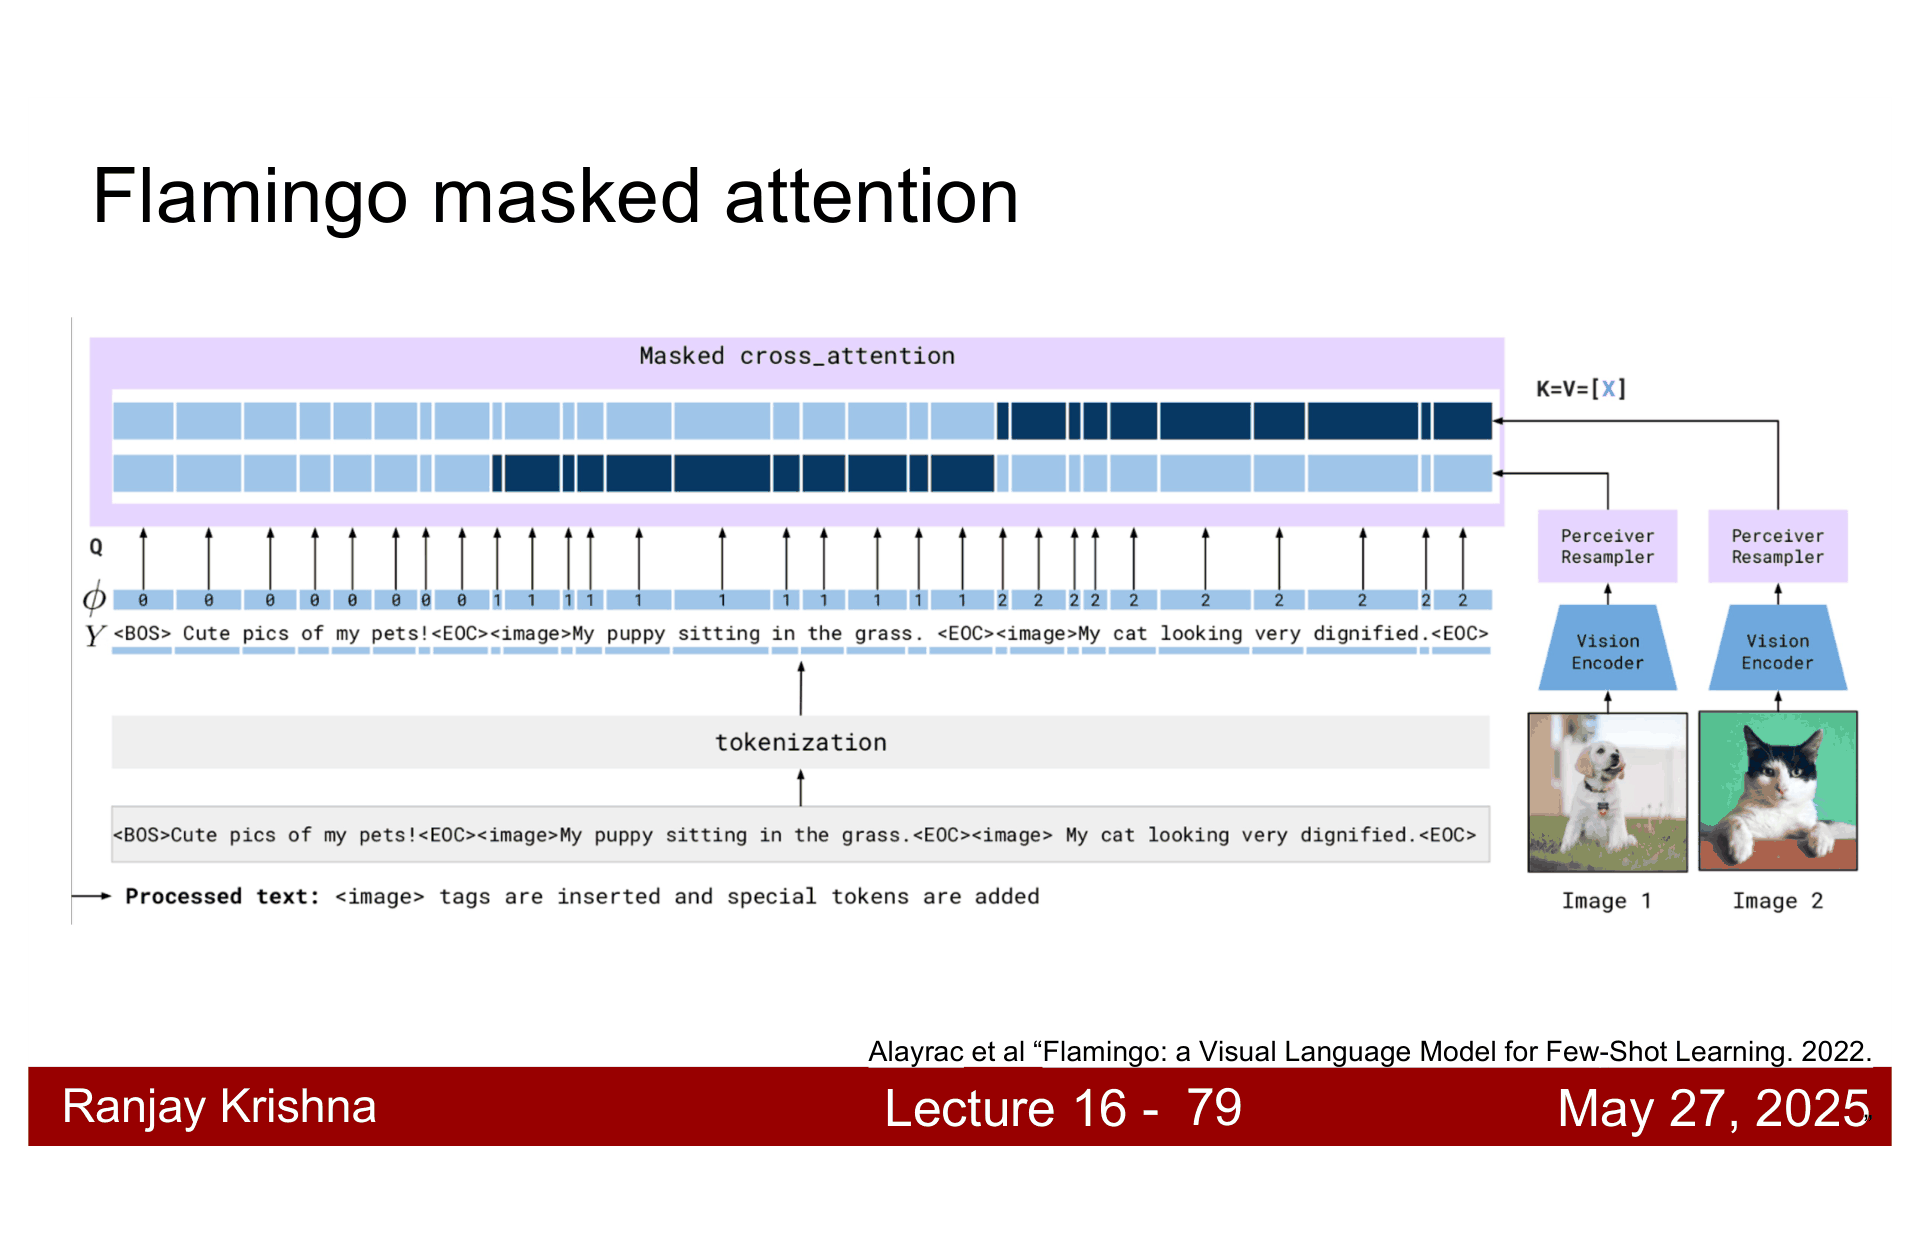 Flamingo masked attention
Masked cross_attention
K=V=[X]
Q
Perceiver Resampler
Perceiver Resampler
ϕ 0 0 0 0 0 0 0 0 1 1 1 1 1 1 1 1 1 1 1 2 2 2 2 2 2 2 2 2 2
Y <BOS> Cute pics of my pets!<EOC><image>My puppy sitting in the grass. <EOC><image>My cat looking very dignified.<EOC>
Vision Encoder
Vision Encoder
tokenization
<BOS>Cute pics of my pets!<EOC><image>My puppy sitting in the grass.<EOC><image> My cat looking very dignified.<EOC>
Processed text: <image> tags are inserted and special tokens are added
Image 1
Image 2
Alayrac et al “Flamingo: a Visual Language Model for Few-Shot Learning. 2022.
”
Ranjay Krishna
Lecture 16 - 79
May 27, 2025